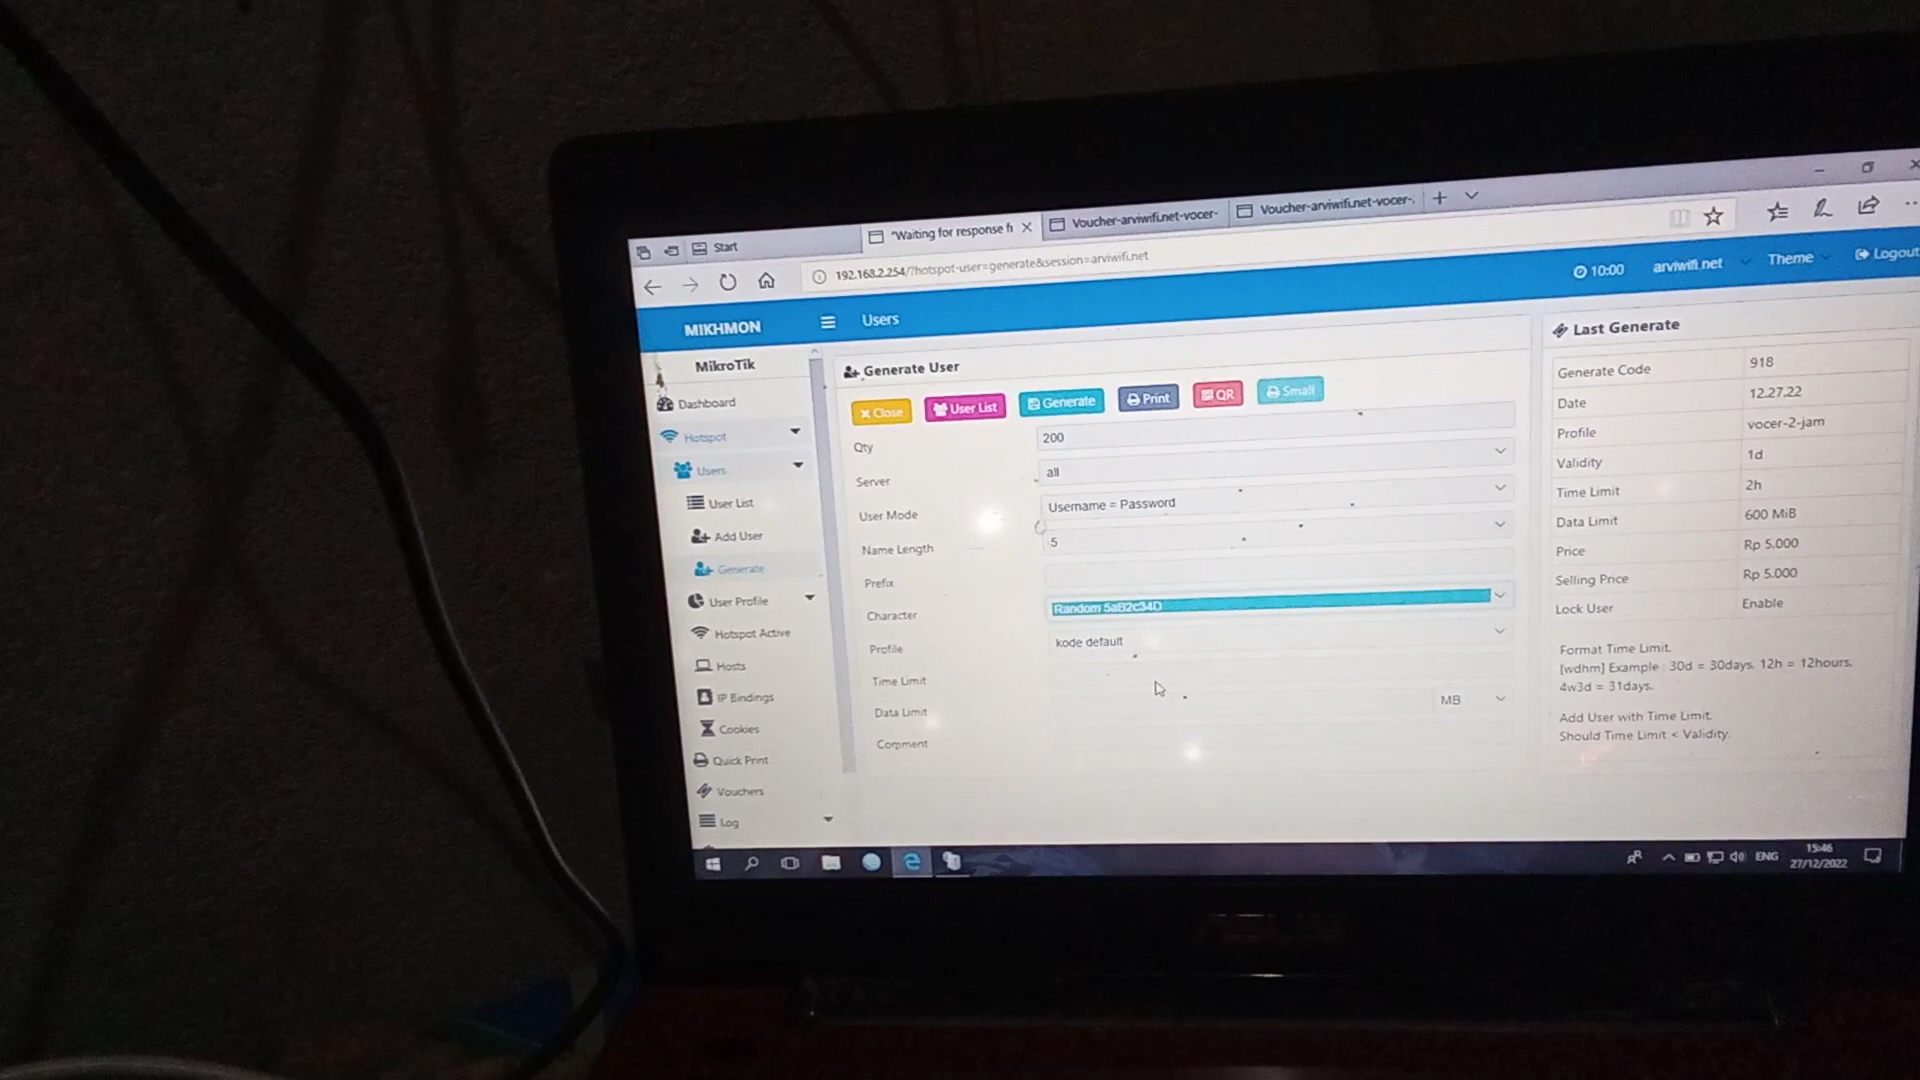 Start
"Waiting for response fr
Voucher-arviwifi.net-vocer-
Voucher-arviwifi.net-vocer-.
192.168.2.254/?hotspot-user=generate&session=arviwifi.net
MIKHMON
Users
10:00
arviwifi.net
Theme
Logout
MikroTik
Dashboard
Hotspot
Users
User List
Add User
Generate
User Profile
Hotspot Active
Hosts
IP Bindings
Cookies
Quick Print
Vouchers
Log
Generate User
Close
User List
Generate
Print
QR
Small
Qty
200
Server
all
User Mode
Username = Password
Name Length
5
Prefix
Character
Random 5aB2c34D
Profile
kode default
Time Limit
Data Limit
MB
Comment
Last Generate
Generate Code 918
Date 12.27.22
Profile vocer-2-jam
Validity 1d
Time Limit 2h
Data Limit 600 MiB
Price Rp 5.000
Selling Price Rp 5.000
Lock User Enable
Format Time Limit.
[wdhm] Example : 30d = 30days, 12h = 12hours,
4w3d = 31days.
Add User with Time Limit.
Should Time Limit < Validity.
ENG
15:46
27/12/2022